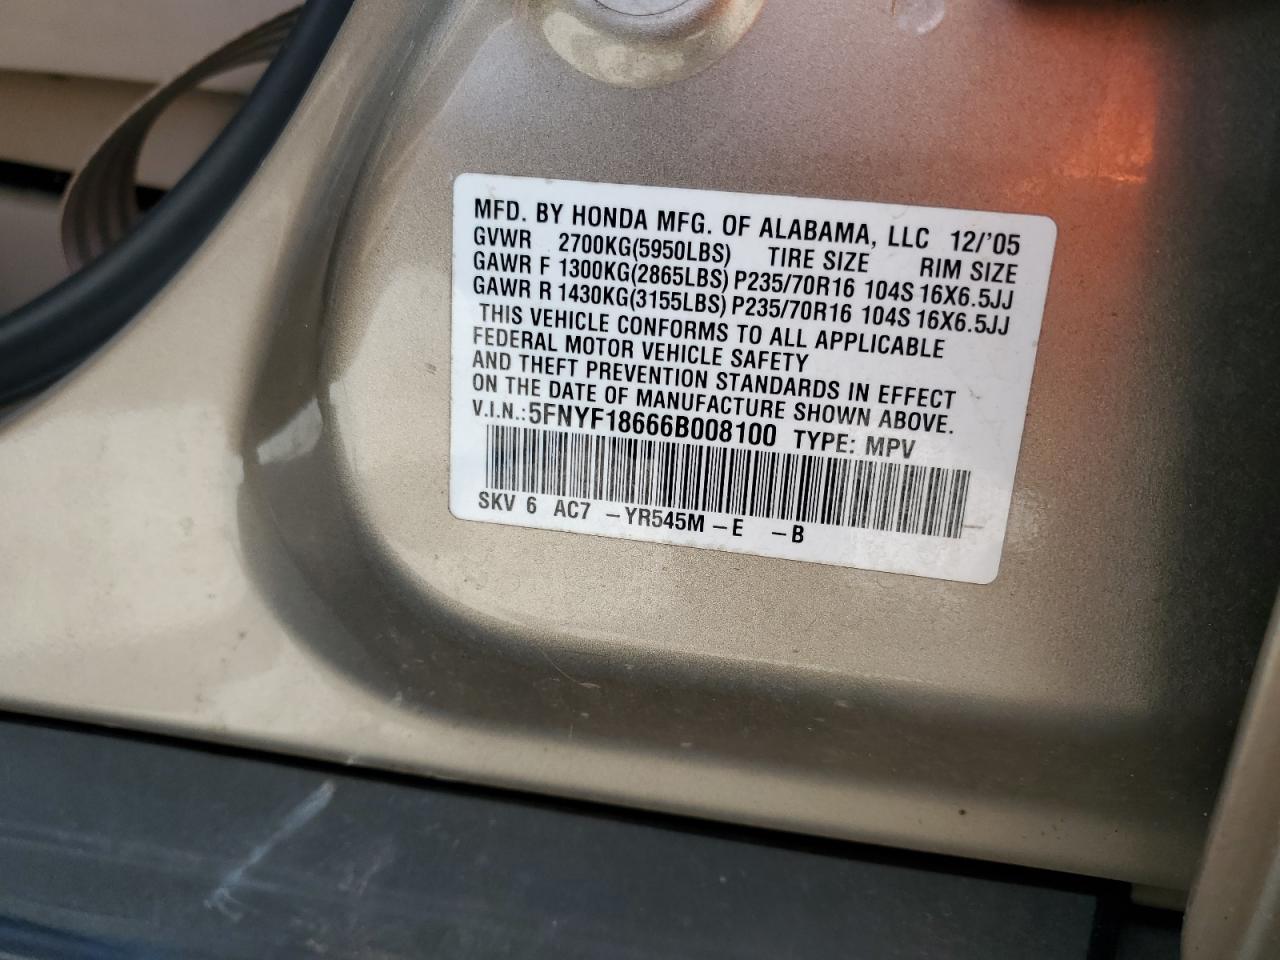 MFD. BY HONDA MFG. OF ALABAMA, LLC 12/'05
GVWR 2700KG(5950LBS) TIRE SIZE RIM SIZE
GAWR F 1300KG(2865LBS) P235/70R16 104S 16X6.5JJ
GAWR R 1430KG(3155LBS) P235/70R16 104S 16X6.5JJ
THIS VEHICLE CONFORMS TO ALL APPLICABLE
FEDERAL MOTOR VEHICLE SAFETY
AND THEFT PREVENTION STANDARDS IN EFFECT
ON THE DATE OF MANUFACTURE SHOWN ABOVE.
V.I.N.: 5FNYF18666B008100 TYPE: MPV
SKV 6 AC7 -YR545M-E -B